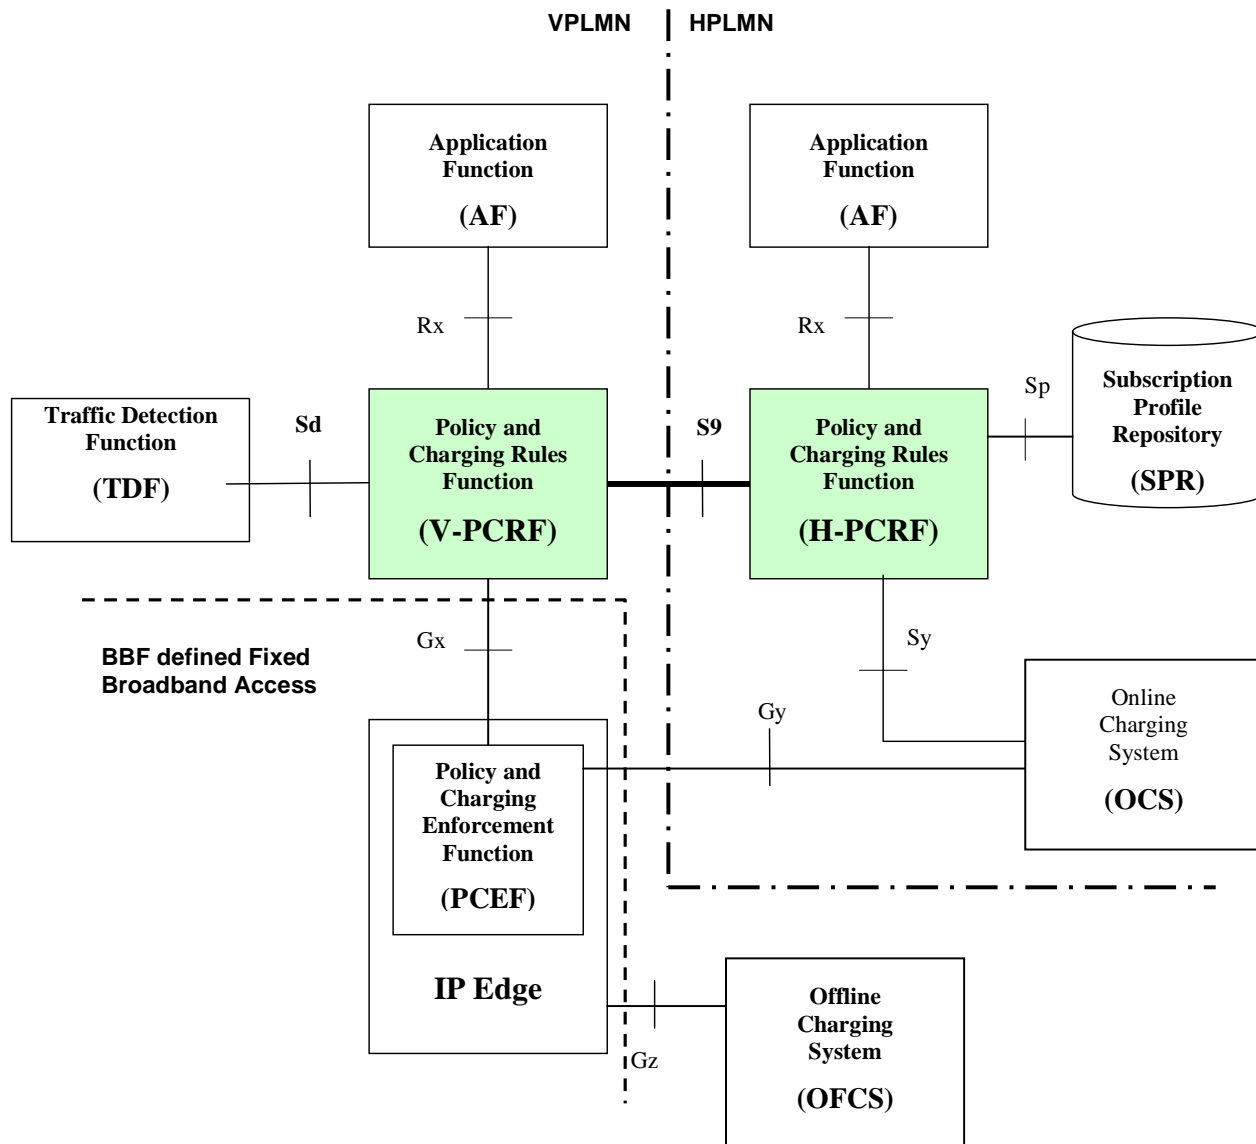 VPLMN
HPLMN
Application
Function
(AF)
Application
Function
(AF)
Rx
Rx
Traffic Detection
Function
(TDF)
Sd
Policy and
Charging Rules
Function
(V-PCRF)
S9
Policy and
Charging Rules
Function
(H-PCRF)
Sp
Subscription
Profile
Repository
(SPR)
BBF defined Fixed
Broadband Access
Gx
Sy
Gy
Policy and
Charging
Enforcement
Function
(PCEF)
IP Edge
Online
Charging
System
(OCS)
Gz
Offline
Charging
System
(OFCS)